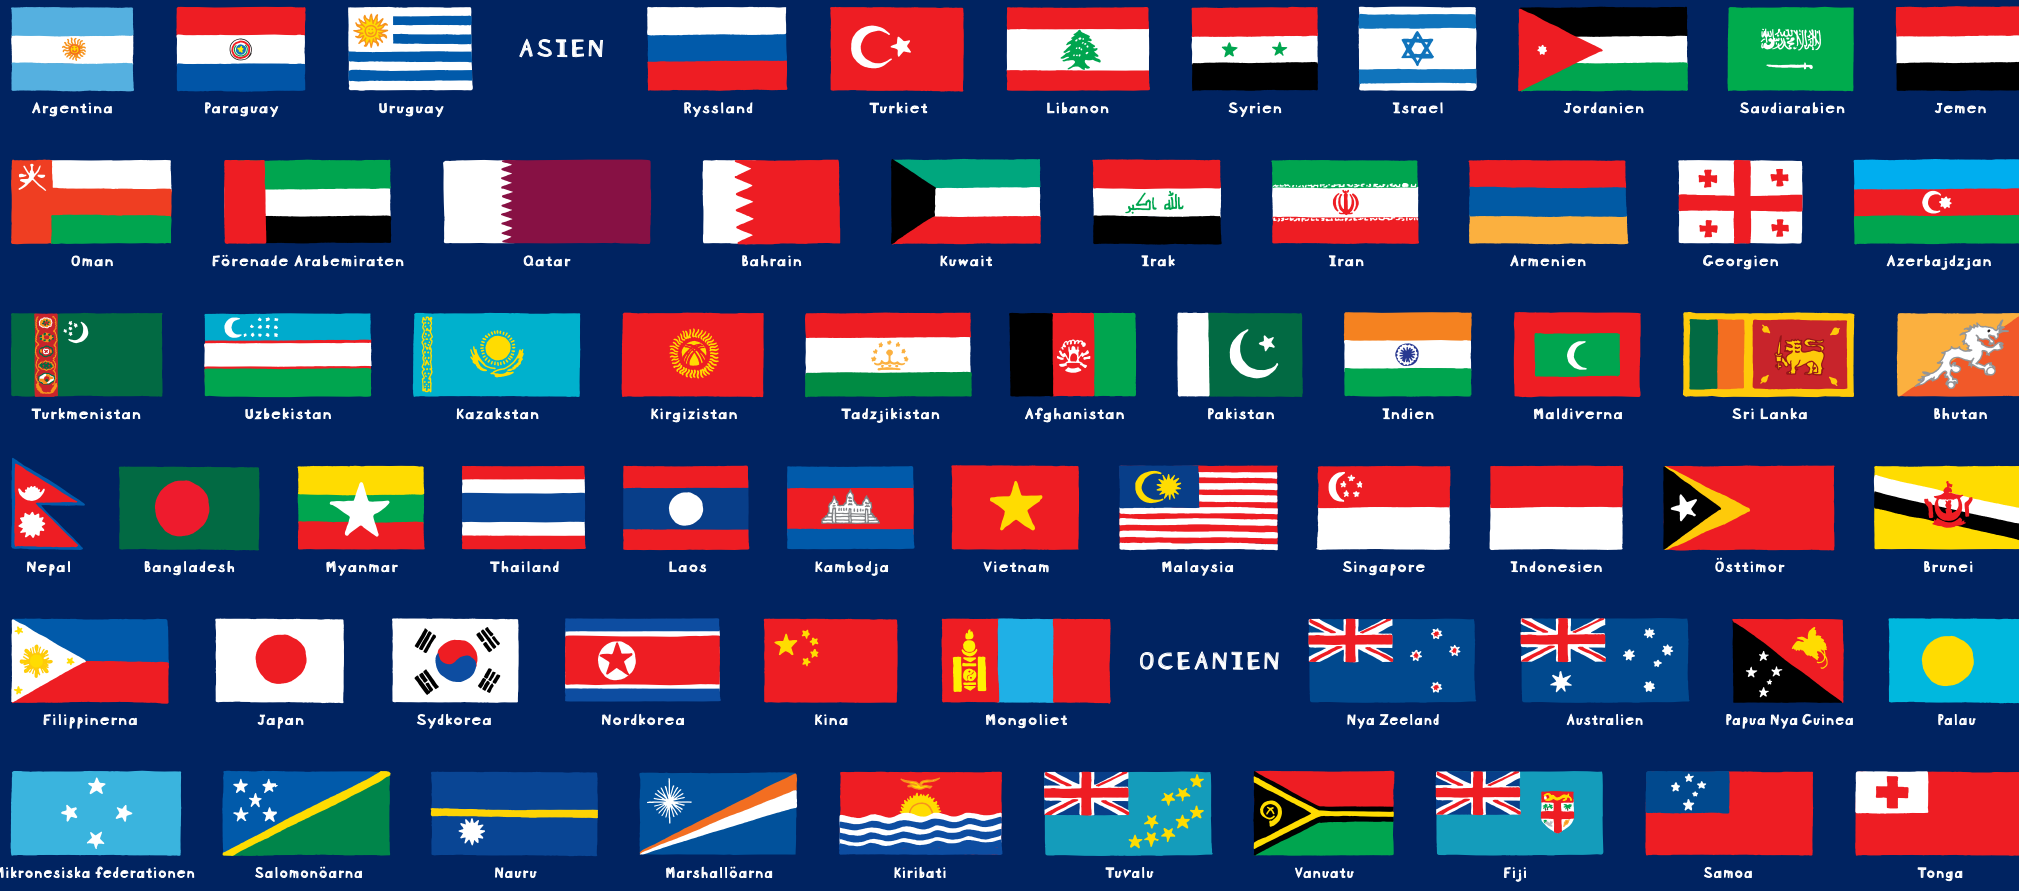 Argentina
Paraguay
Uruguay
ASIEN
Ryssland
Turkiet
Libanon
Syrien
Israel
Jordanien
Saudiarabien
Jemen
Oman
Förenade Arabemiraten
Qatar
Bahrain
Kuwait
الله اكبر
Irak
Iran
Armenien
Georgien
Azerbajdzjan
Turkmenistan
Uzbekistan
Kazakstan
Kirgizistan
Tadzjikistan
Afghanistan
Pakistan
Indien
Maldiverna
Sri Lanka
Bhutan
Nepal
Bangladesh
Myanmar
Thailand
Laos
Kambodja
Vietnam
Malaysia
Singapore
Indonesien
Östtimor
Brunei
Filippinerna
Japan
Sydkorea
Nordkorea
Kina
Mongoliet
OCEANIEN
Nya Zeeland
Australien
Papua Nya Guinea
Palau
Mikronesiska federationen
Salomonöarna
Nauru
Marshallöarna
Kiribati
Tuvalu
Vanuatu
Fiji
Samoa
Tonga